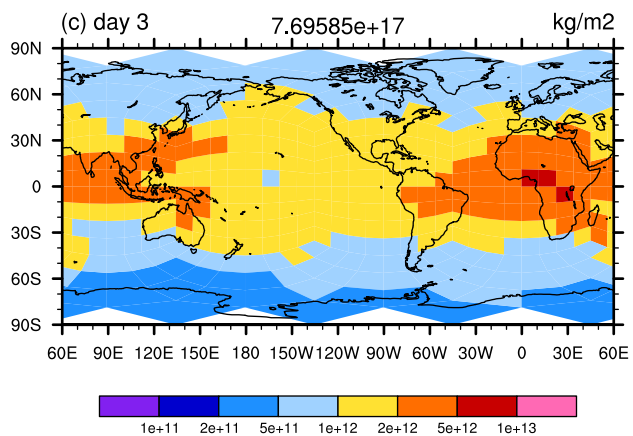 (c) day 3 7.69585e+17 kg/m2
90N
60N
30N
0
30S
60S
90S
60E 90E 120E 150E 180 150W 120W 90W 60W 30W 0 30E 60E
1e+11 2e+11 5e+11 1e+12 2e+12 5e+12 1e+13